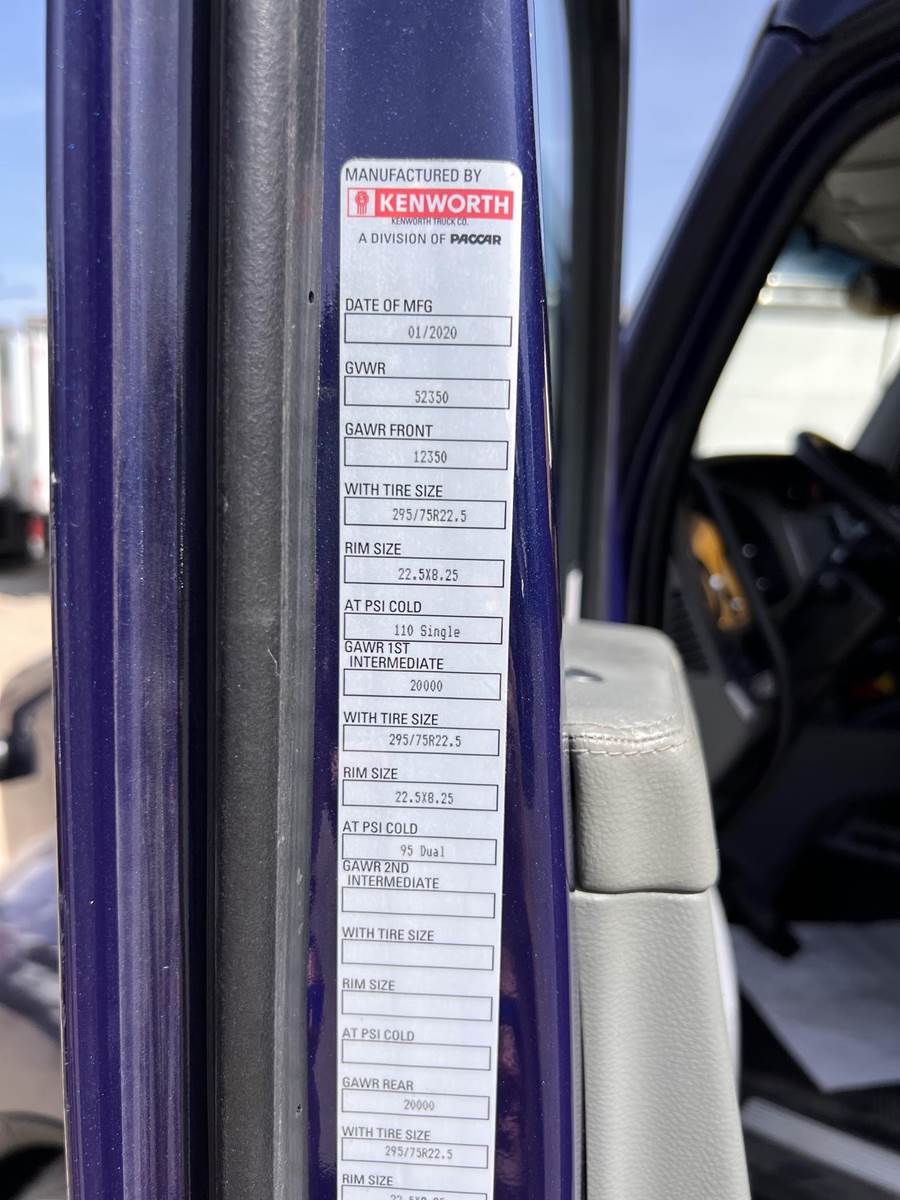 MANUFACTURED BY
KENWORTH
KENWORTH TRUCK CO.
A DIVISION OF PACCAR
DATE OF MFG
01/2020
GVWR
52350
GAWR FRONT
12350
WITH TIRE SIZE
295/75R22.5
RIM SIZE
22.5X8.25
AT PSI COLD
110 Single
GAWR 1ST
INTERMEDIATE
20000
WITH TIRE SIZE
295/75R22.5
RIM SIZE
22.5X8.25
AT PSI COLD
95 Dual
GAWR 2ND
INTERMEDIATE
WITH TIRE SIZE
RIM SIZE
AT PSI COLD
GAWR REAR
20000
WITH TIRE SIZE
295/75R22.5
RIM SIZE
22.5X8.25